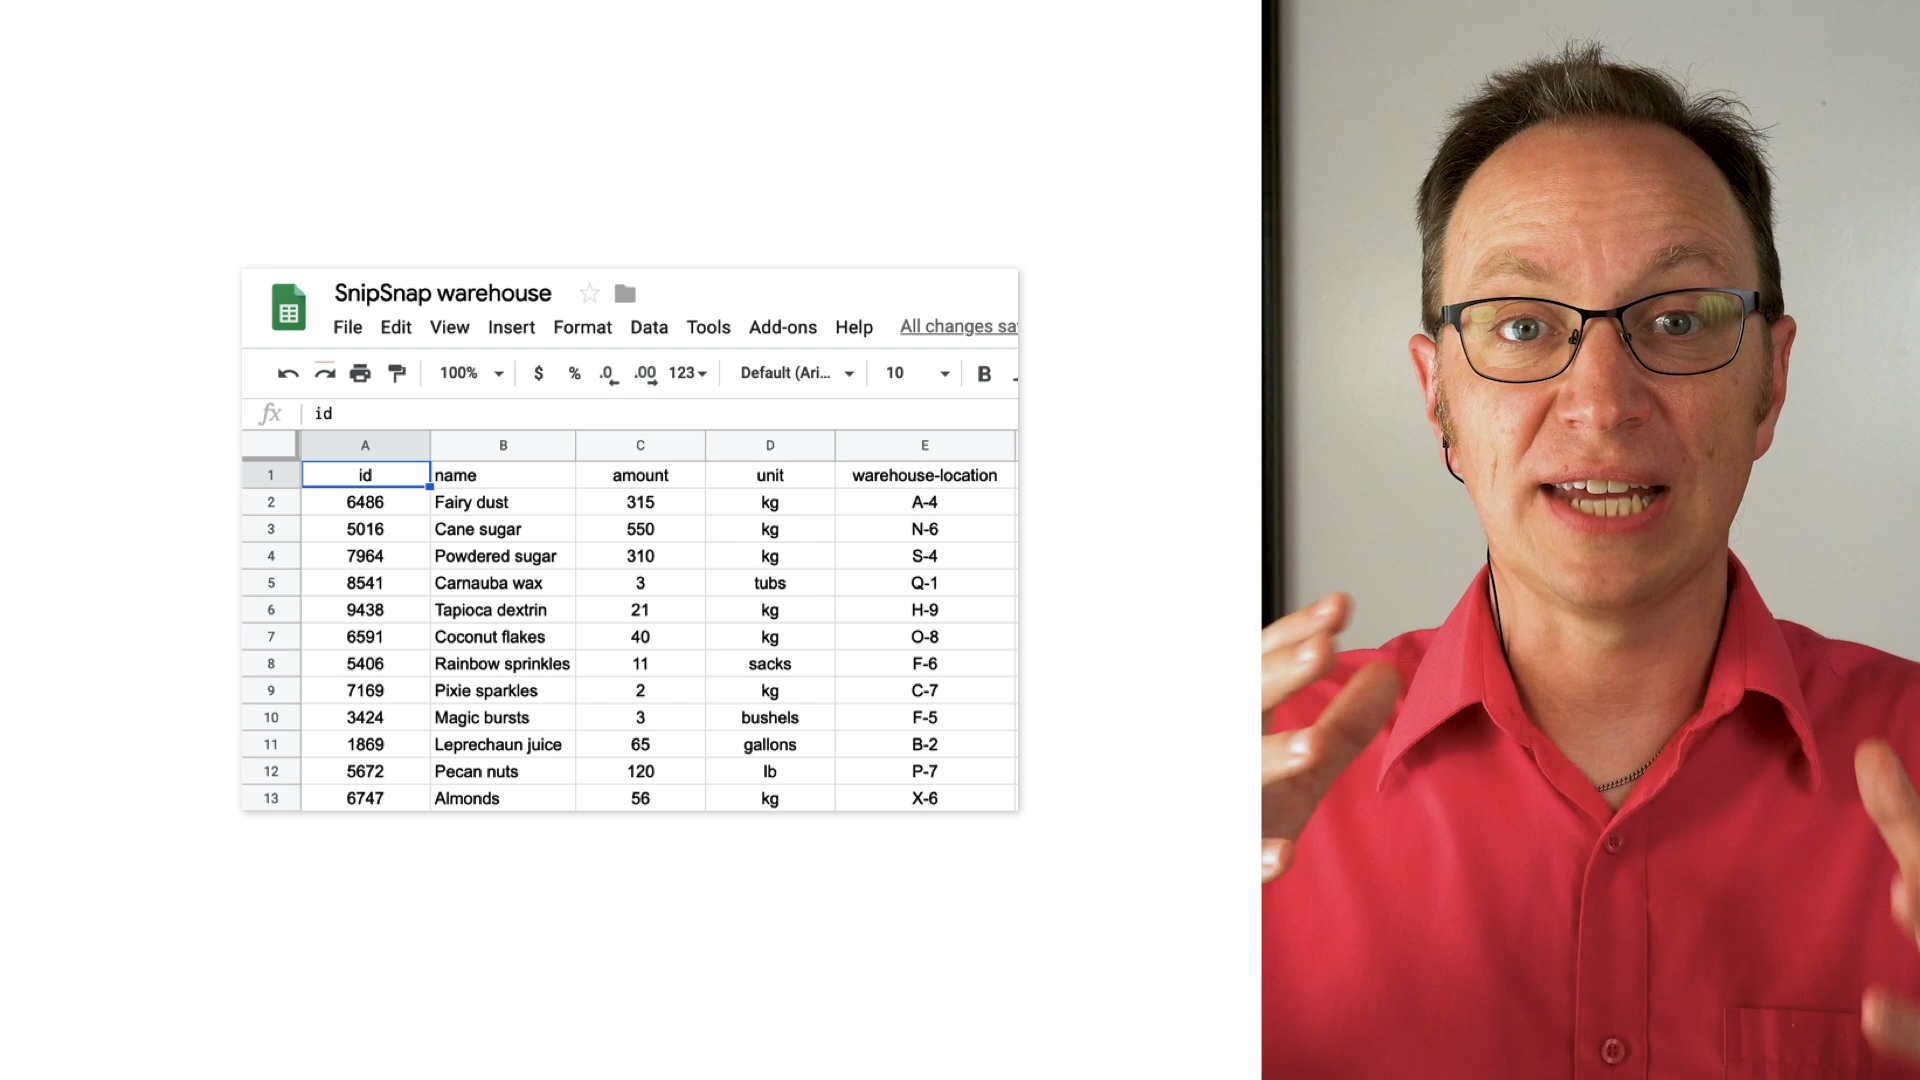 SnipSnap warehouse
File Edit View Insert Format Data Tools Add-ons Help All changes sa
100% $ % .0 .00 123 Default (Ari... 10 B
fx id
A B C D E
1 id name amount unit warehouse-location
2 6486 Fairy dust 315 kg A-4
3 5016 Cane sugar 550 kg N-6
4 7964 Powdered sugar 310 kg S-4
5 8541 Carnauba wax 3 tubs Q-1
6 9438 Tapioca dextrin 21 kg H-9
7 6591 Coconut flakes 40 kg O-8
8 5406 Rainbow sprinkles 11 sacks F-6
9 7169 Pixie sparkles 2 kg C-7
10 3424 Magic bursts 3 bushels F-5
11 1869 Leprechaun juice 65 gallons B-2
12 5672 Pecan nuts 120 lb P-7
13 6747 Almonds 56 kg X-6